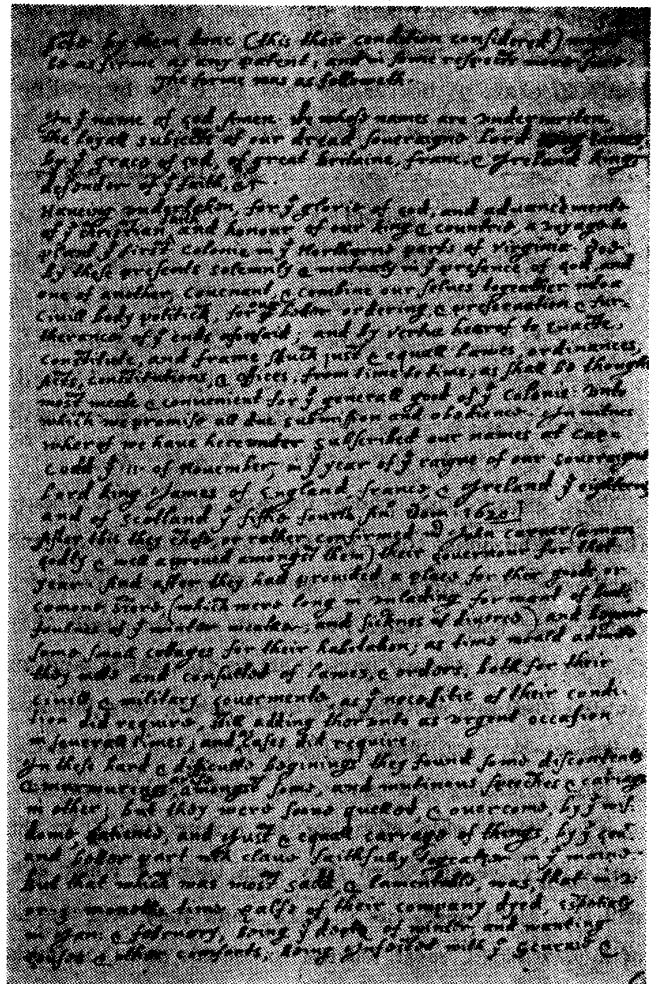 by them done (this their condition considered) might
be as firme as any patent; and in some respects more sure.
The forme was as followeth.
In yᵉ name of god Amen. We whose names are underwriten,
the loyall subjects of our dread soveraigne Lord King James
by yᵉ grace of god, of great Britaine, franc, & Ireland king,
defender of yᵉ faith, &c.
Haveing undertaken, for yᵉ glorie of god, and advancemente
of yᵉ christian faith and honour of our king & countrie, a voyage to
plant yᵉ first colonie in yᵉ Northerne parts of Virginia. Doe
by these presents solemnly & mutualy in yᵉ presence of god, and
one of another, covenant, & combine our selves togeather into a
civill body politick; for our better ordering, & preservation & fur-
therance of yᵉ ends aforesaid; and by vertue hearof to enacte,
constitute, and frame shuch just & equall lawes, ordinances,
Acts, constitutions, & offices, from time to time, as shall be thought
most meete & convenient for yᵉ generall good of yᵉ colonie: unto
which we promise all due submission and obedience. In witnes
wherof we have hereunder subscribed our names at Cap-
Codd yᵉ ·11· of November, in yᵉ year of yᵉ raigne of our soveraigne
Lord king James of England, france, & Ireland yᵉ eighteenth
and of Scotland yᵉ fiftie fourth. Ano: Dom. 1620.
After this they chose, or rather confirmed mʳ John Carver (a man
godly & well approved amongst them) their Governour for that
year. And after they had provided a place for their goods, or
comone store, (which were long in unlading for want of boats,
foulnes of yᵉ winter weather, and sicknes of diverce) and begune
some small cottages for their habitation; as time would admitte
they mette and consulted of lawes, & orders, both for their
civill & military Govermente, as yᵉ necessitie of their condi-
tion did require, still adding therunto as urgent occasion
in severall times, and as cases did require.
In these hard & difficulte beginings they found some discontents
& murmurings arise amongst some, and mutinous speeches & cariags
in other; but they were soone quelled, & overcome, by yᵉ wis-
dome, patience, and just & equall carrage of things, by yᵉ Govʳ
and better part wᶜʰ clave faithfully togeather in yᵉ maine.
But that which was most sadd, & lamentable, was, that in ·2·
or ·3· moneths time halfe of their company dyed, espetialy
in Jan: & february, being yᵉ depth of winter, and wanting
houses & other comforts; being Infected with yᵉ Scurvie &